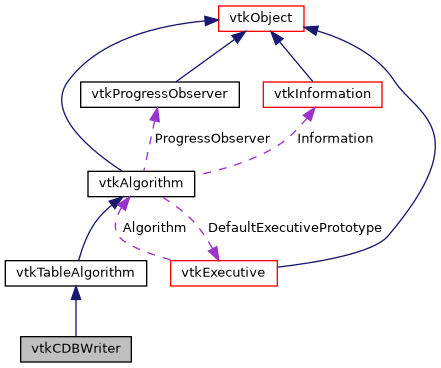 vtkObject
vtkProgressObserver
vtkInformation
ProgressObserver
Information
vtkAlgorithm
Algorithm
DefaultExecutivePrototype
vtkTableAlgorithm
vtkExecutive
vtkCDBWriter